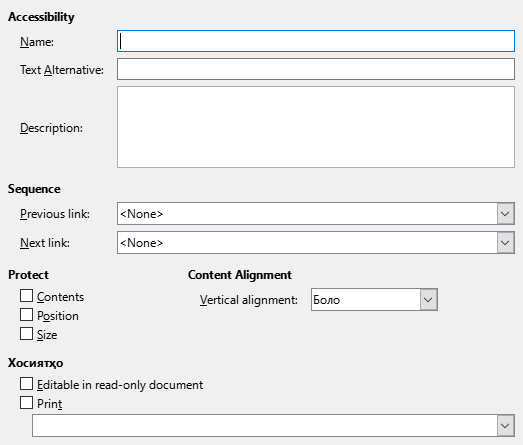 Accessibility
Name:
Text Alternative:
Description:
Sequence
Previous link: <None>
Next link: <None>
Protect Content Alignment
Contents Vertical alignment: Боло
Position
Size
Хосиятҳо
Editable in read-only document
Print